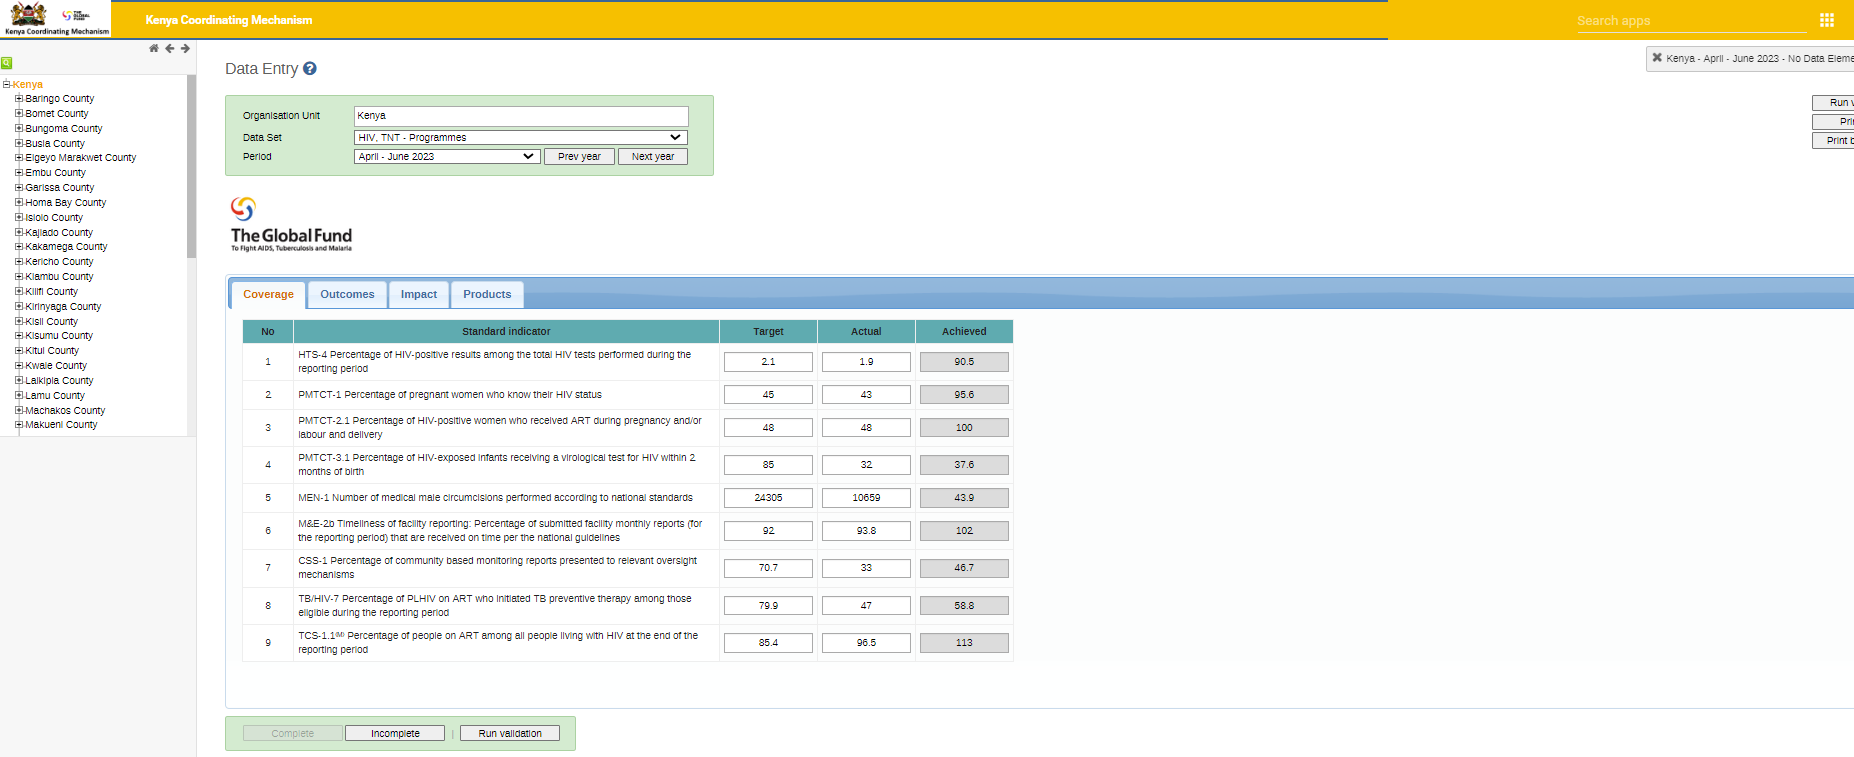 Kenya Coordinating Mechanism
THE GLOBAL FUND
Kenya Coordinating Mechanism
Search apps
Kenya - April - June 2023 - No Data Eleme
Data Entry
Run v
Prin
Print b
Organisation Unit Kenya
Data Set HIV, TNT - Programmes
Period April - June 2023 Prev year Next year
Kenya
Baringo County
Bomet County
Bungoma County
Busia County
Elgeyo Marakwet County
Embu County
Garissa County
Homa Bay County
Isiolo County
Kajiado County
Kakamega County
Kericho County
Kiambu County
Kilifi County
Kirinyaga County
Kisii County
Kisumu County
Kitui County
Kwale County
Laikipia County
Lamu County
Machakos County
Makueni County
The Global Fund
To Fight AIDS, Tuberculosis and Malaria
Coverage Outcomes Impact Products
No Standard indicator Target Actual Achieved
1 HTS-4 Percentage of HIV-positive results among the total HIV tests performed during the
reporting period 2.1 1.9 90.5
2 PMTCT-1 Percentage of pregnant women who know their HIV status 45 43 95.6
3 PMTCT-2.1 Percentage of HIV-positive women who received ART during pregnancy and/or
labour and delivery 48 48 100
4 PMTCT-3.1 Percentage of HIV-exposed infants receiving a virological test for HIV within 2
months of birth 85 32 37.6
5 MEN-1 Number of medical male circumcisions performed according to national standards 24305 10659 43.9
6 M&E-2b Timeliness of facility reporting: Percentage of submitted facility monthly reports (for
the reporting period) that are received on time per the national guidelines 92 93.8 102
7 CSS-1 Percentage of community based monitoring reports presented to relevant oversight
mechanisms 70.7 33 46.7
8 TB/HIV-7 Percentage of PLHIV on ART who initiated TB preventive therapy among those
eligible during the reporting period 79.9 47 58.8
9 TCS-1.1⁽ᴹ⁾ Percentage of people on ART among all people living with HIV at the end of the
reporting period 85.4 96.5 113
Complete Incomplete | Run validation